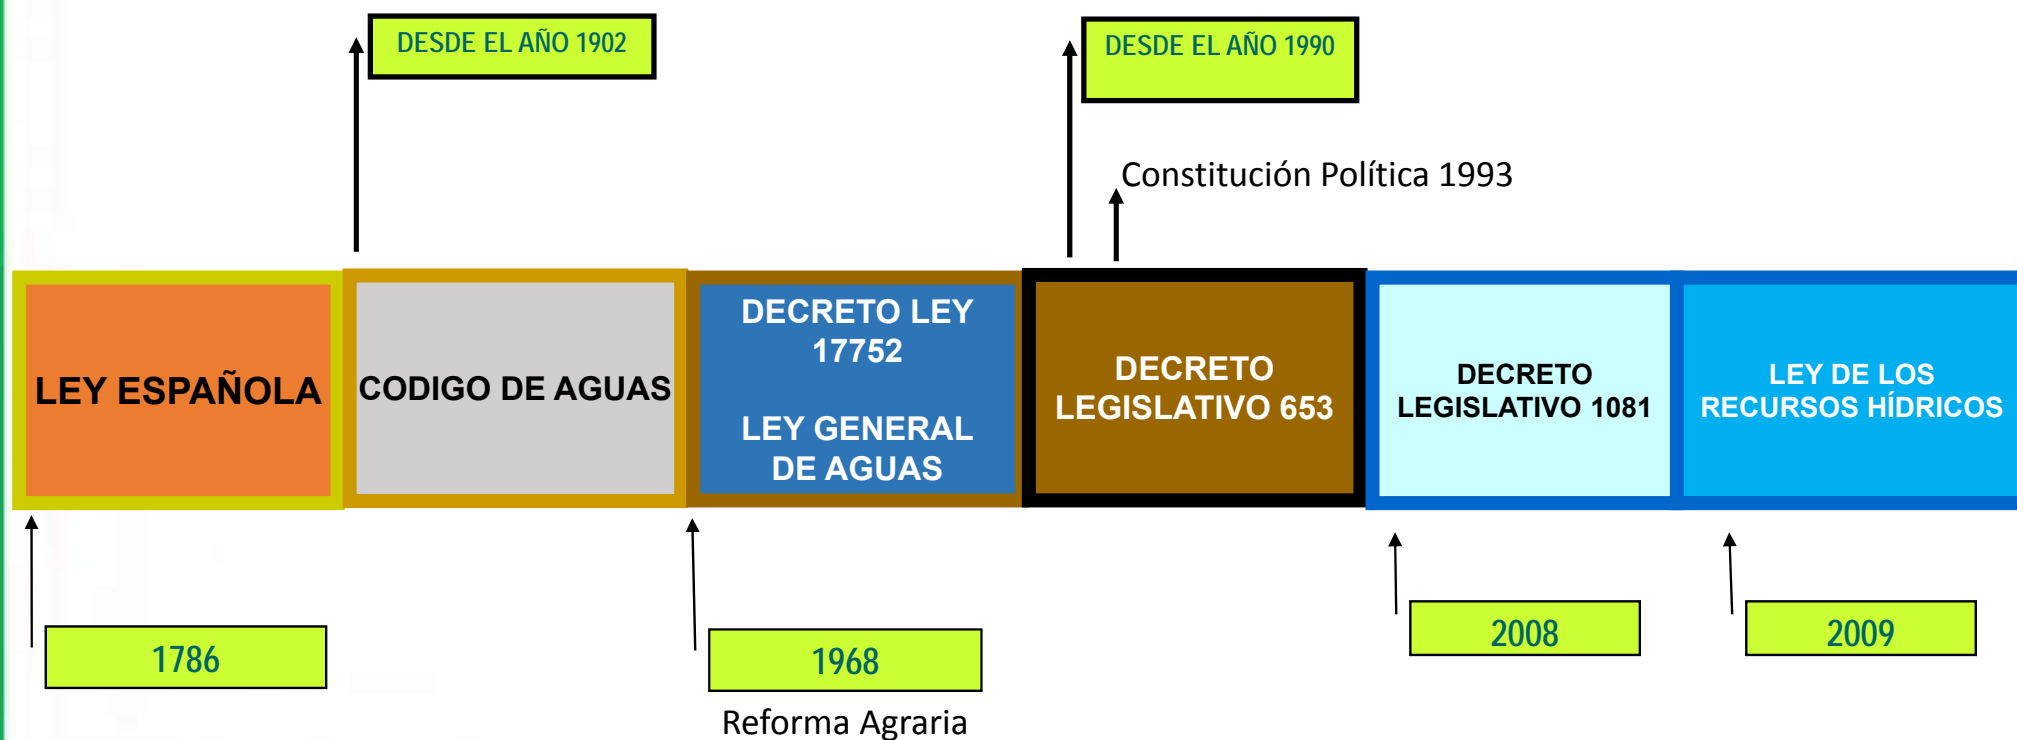 DESDE EL AÑO 1902
DESDE EL AÑO 1990
Constitución Política 1993
LEY ESPAÑOLA
CODIGO DE AGUAS
DECRETO LEY
17752
LEY GENERAL
DE AGUAS
DECRETO
LEGISLATIVO 653
DECRETO
LEGISLATIVO 1081
LEY DE LOS
RECURSOS HÍDRICOS
1786
1968
Reforma Agraria
2008
2009